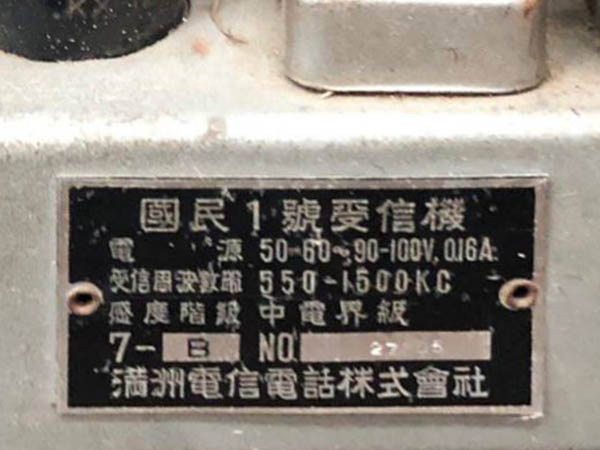 國民1號受信機
電源 50-60~, 90-100V, 0.16A
受信周波數範 550-1500KC
感度階級 中電界級
7- B NO.
満洲電信電話株式會社